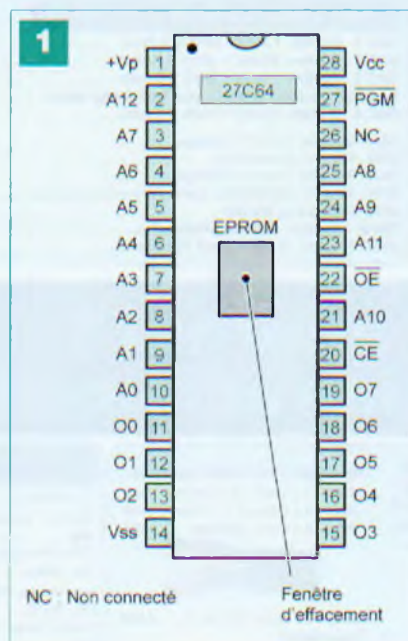 1
+Vp 1 28 Vcc
A12 2 27C64 27 PGM
A7 3 26 NC
A6 4 25 A8
A5 5 24 A9
A4 6 EPROM 23 A11
A3 7 22 OE
A2 8 21 A10
A1 9 20 CE
A0 10 19 O7
O0 11 18 O6
O1 12 17 O5
O2 13 16 O4
Vss 14 15 O3
NC : Non connecté
Fenêtre
d'effacement